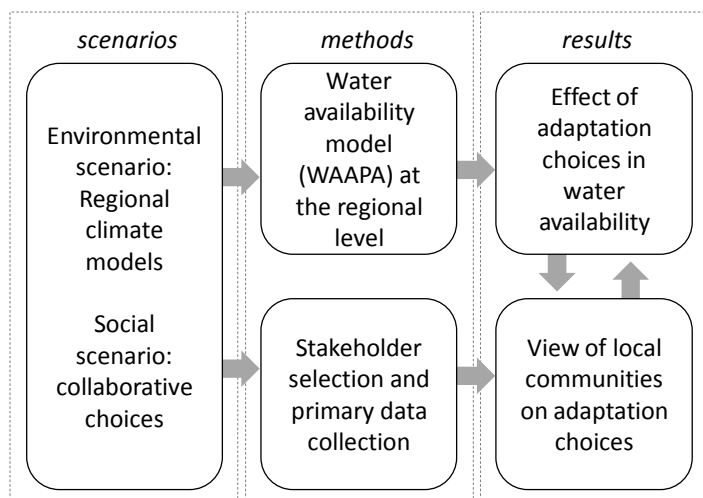 scenarios
Environmental
scenario:
Regional
climate
models
Social
scenario:
collaborative
choices
methods
Water
availability
model
(WAAPA) at
the regional
level
Stakeholder
selection and
primary data
collection
results
Effect of
adaptation
choices in
water
availability
View of local
communities
on adaptation
choices